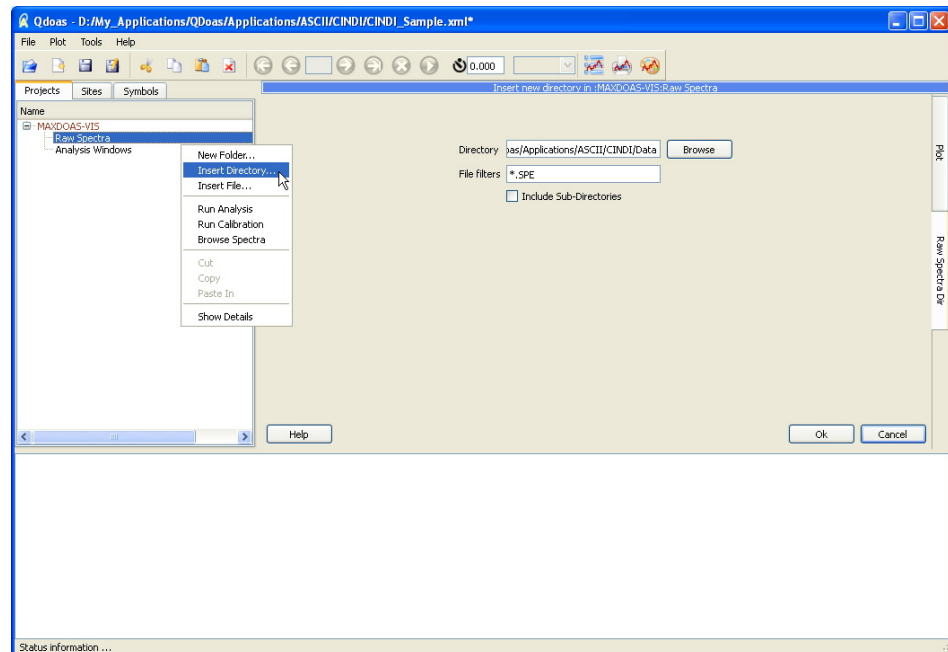 Qdoas - D:/My_Applications/QDoas/Applications/ASCII/CINDI/CINDI_Sample.xml*
File Plot Tools Help
0.000
Projects Sites Symbols
Insert new directory in :MAXDOAS-VIS:Raw Spectra
Name
MAXDOAS-VIS
Raw Spectra
Analysis Windows
New Folder...
Insert Directory...
Insert File...
Run Analysis
Run Calibration
Browse Spectra
Cut
Copy
Paste In
Show Details
Directory oas/Applications/ASCII/CINDI/Data Browse
File filters *.SPE
Include Sub-Directories
Plot
Raw Spectra Dir
Help Ok Cancel
Status information ...